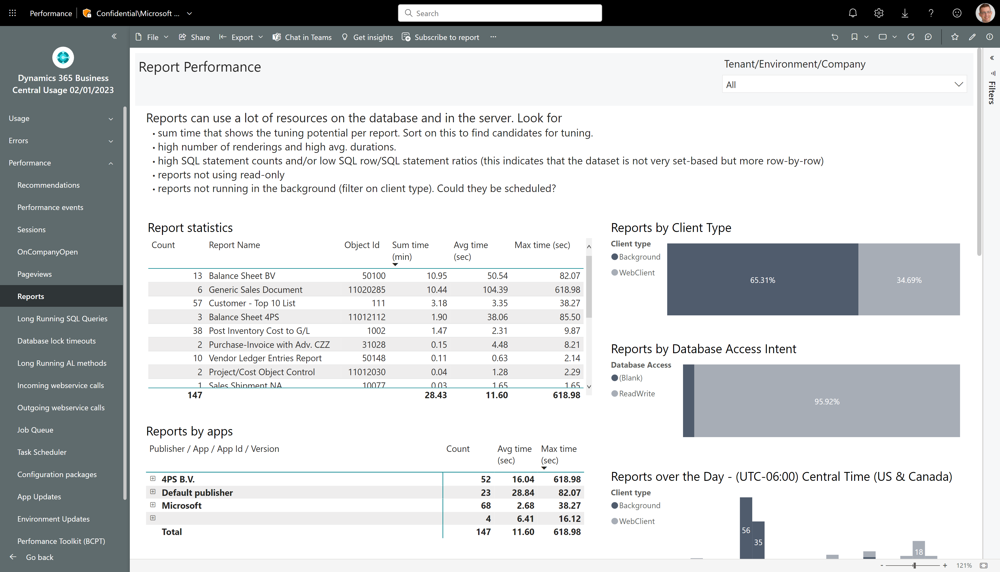 Performance
Confidential\Microsoft ...
Search
File
Share
Export
Chat in Teams
Get insights
Subscribe to report
Dynamics 365 Business
Central Usage 02/01/2023
Usage
Errors
Performance
Recommendations
Performance events
Sessions
OnCompanyOpen
Pageviews
Reports
Long Running SQL Queries
Database lock timeouts
Long Running AL methods
Incoming webservice calls
Outgoing webservice calls
Job Queue
Task Scheduler
Configuration packages
App Updates
Environment Updates
Perfomance Toolkit (BCPT)
Go back
Report Performance
Tenant/Environment/Company
All
Filters
Reports can use a lot of resources on the database and in the server. Look for
• sum time that shows the tuning potential per report. Sort on this to find candidates for tuning.
• high number of renderings and high avg. durations.
• high SQL statement counts and/or low SQL row/SQL statement ratios (this indicates that the dataset is not very set-based but more row-by-row)
• reports not using read-only
• reports not running in the background (filter on client type). Could they be scheduled?
Report statistics
Count Report Name Object Id Sum time (min) Avg time (sec) Max time (sec)
13 Balance Sheet BV 50100 10.95 50.54 82.07
6 Generic Sales Document 11020285 10.44 104.39 618.98
57 Customer - Top 10 List 111 3.18 3.35 38.27
3 Balance Sheet 4PS 11012112 1.90 38.06 85.50
38 Post Inventory Cost to G/L 1002 1.47 2.31 9.87
2 Purchase-Invoice with Adv. CZZ 31028 0.15 4.48 8.21
10 Vendor Ledger Entries Report 50148 0.11 0.63 2.14
2 Project/Cost Object Control 11012030 0.04 1.28 2.29
1 Sales Shipment NA 10077 0.03 1.65 1.65
147 28.43 11.60 618.98
Reports by apps
Publisher / App / App Id / Version Count Avg time (sec) Max time (sec)
4PS B.V. 52 16.04 618.98
Default publisher 23 28.84 82.07
Microsoft 68 2.68 38.27
4 6.41 16.12
Total 147 11.60 618.98
Reports by Client Type
Client type
Background
WebClient
65.31%
34.69%
Reports by Database Access Intent
Database Access
(Blank)
ReadWrite
95.92%
Reports over the Day - (UTC-06:00) Central Time (US & Canada)
Client type
Background
WebClient
56
35
18
- + 121%